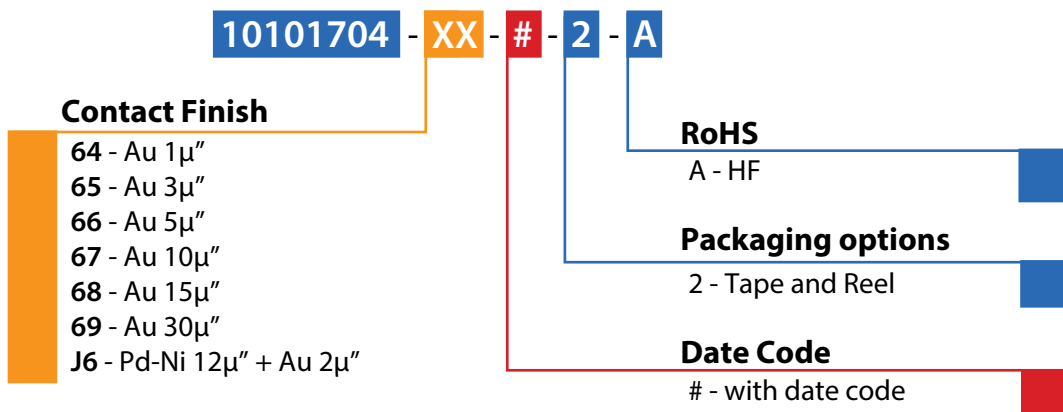 10101704 - XX - # - 2 - A
Contact Finish
64 - Au 1µ”
65 - Au 3µ”
66 - Au 5µ”
67 - Au 10µ”
68 - Au 15µ”
69 - Au 30µ”
J6 - Pd-Ni 12µ” + Au 2µ”
RoHS
A - HF
Packaging options
2 - Tape and Reel
Date Code
# - with date code